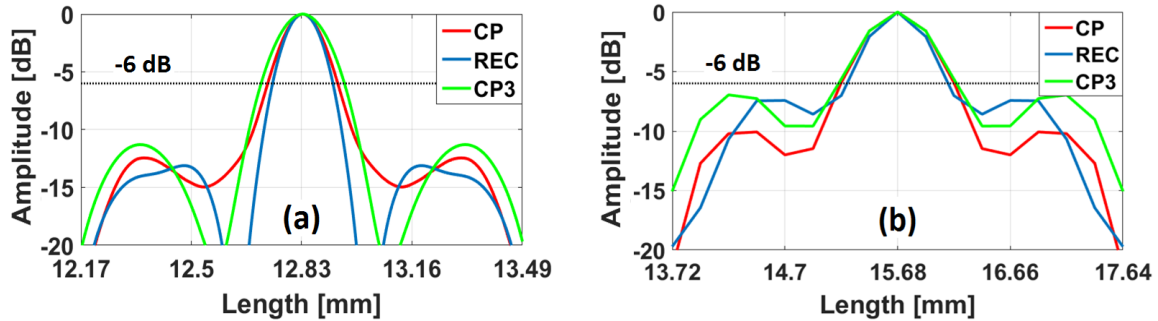 Amplitude [dB]
0
-5
-10
-15
-20
-6 dB
CP
REC
CP3
(a)
12.17 12.5 12.83 13.16 13.49
Length [mm]
Amplitude [dB]
0
-5
-10
-15
-20
-6 dB
CP
REC
CP3
(b)
13.72 14.7 15.68 16.66 17.64
Length [mm]